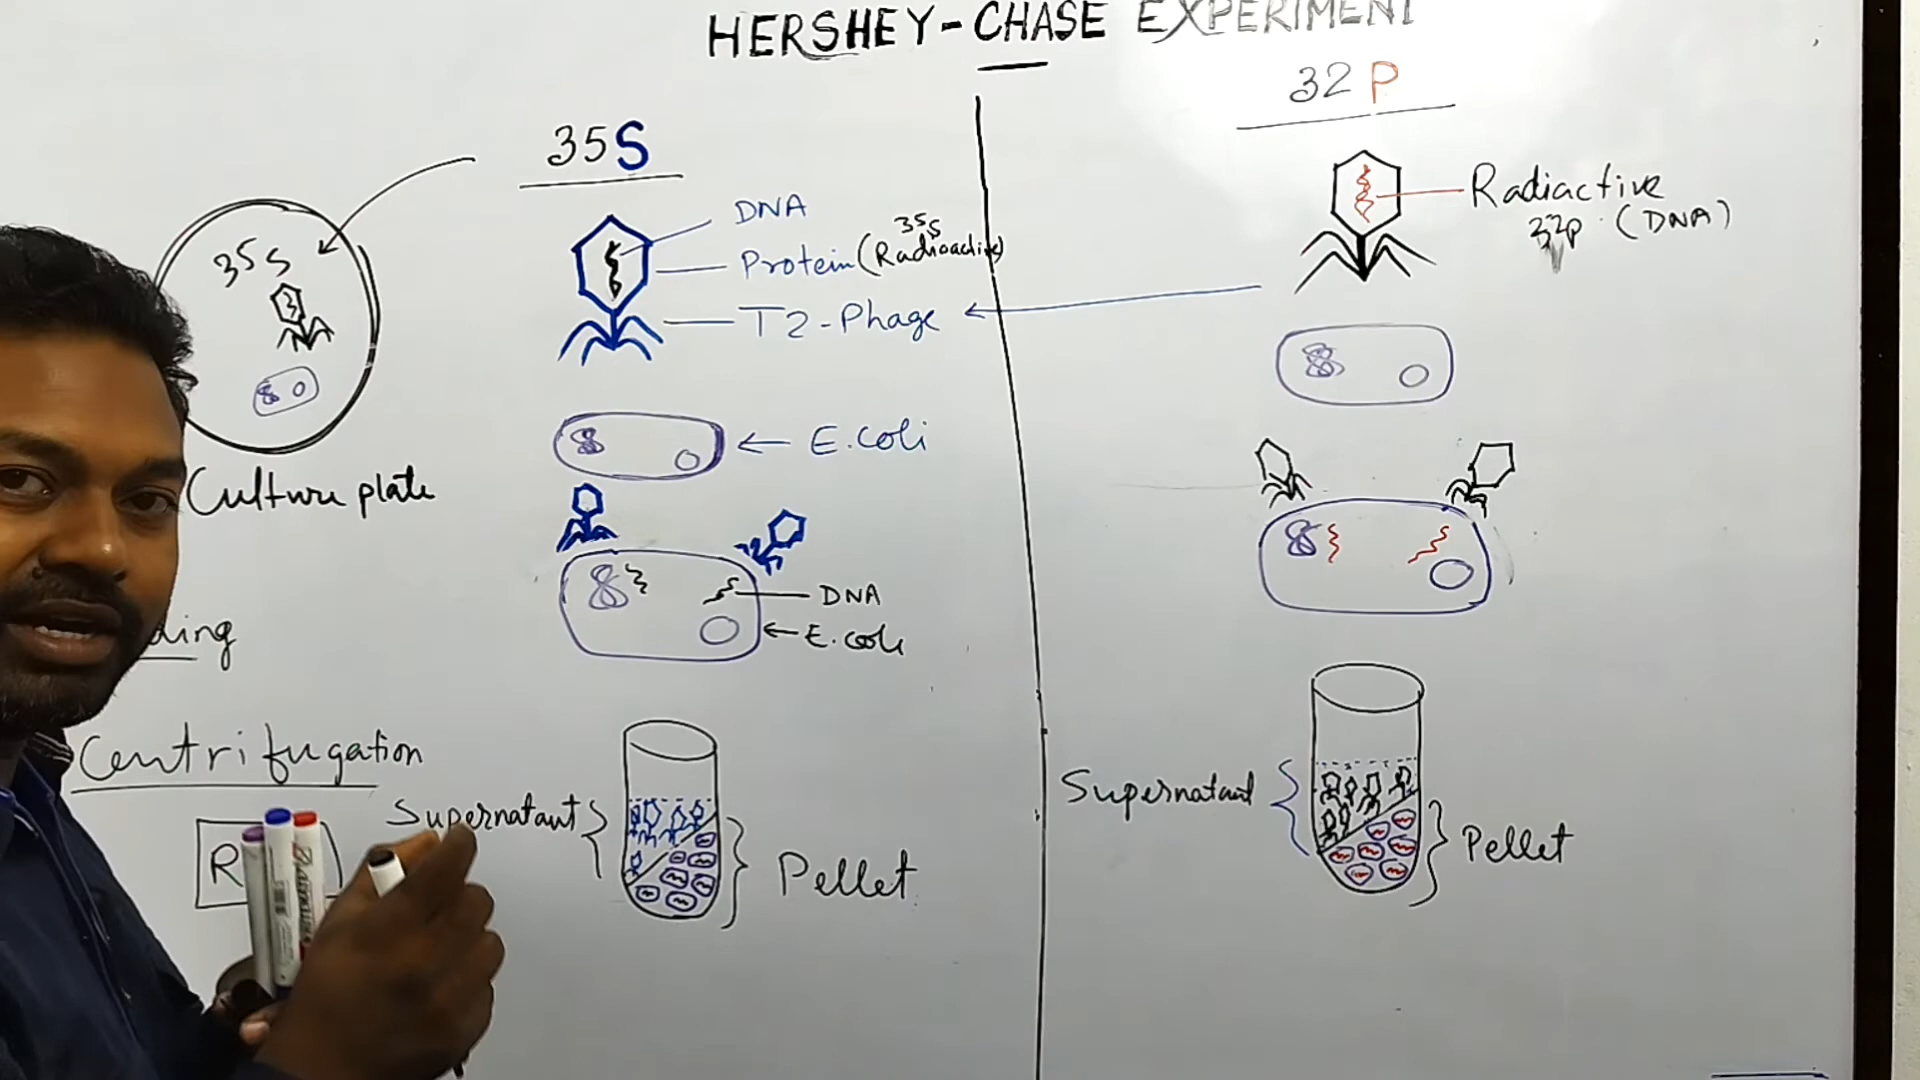 HERSHEY-CHASE EXPERIMENT
35S
32P
35S
DNA
35S
Protein (Radioactive)
T2-Phage
Radiactive
32P (DNA)
E.coli
Culture plate
DNA
E.coli
Centrifugation
Supernatant
Pellet
Supernatant
Pellet
R